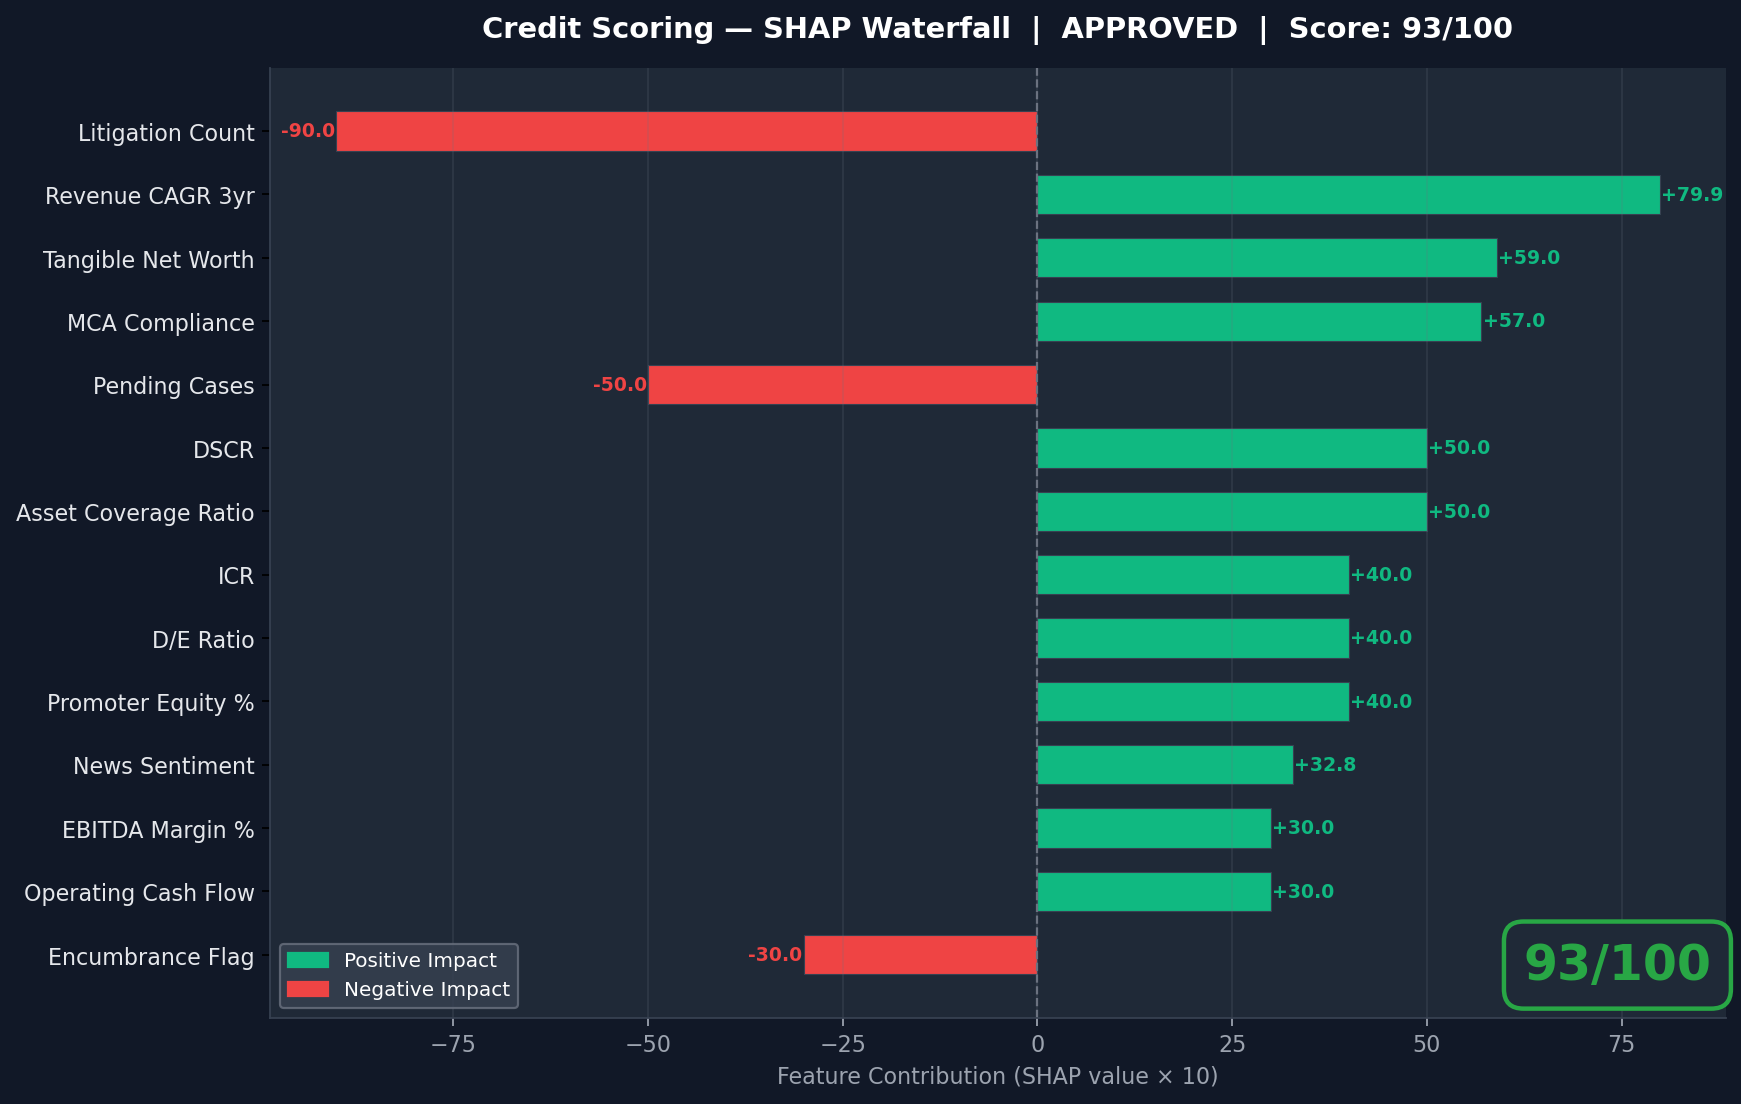 Credit Scoring — SHAP Waterfall | APPROVED | Score: 93/100
Litigation Count -90.0
Revenue CAGR 3yr +79.9
Tangible Net Worth +59.0
MCA Compliance +57.0
Pending Cases -50.0
DSCR +50.0
Asset Coverage Ratio +50.0
ICR +40.0
D/E Ratio +40.0
Promoter Equity % +40.0
News Sentiment +32.8
EBITDA Margin % +30.0
Operating Cash Flow +30.0
Encumbrance Flag -30.0
Positive Impact
Negative Impact
93/100
−75 −50 −25 0 25 50 75
Feature Contribution (SHAP value × 10)